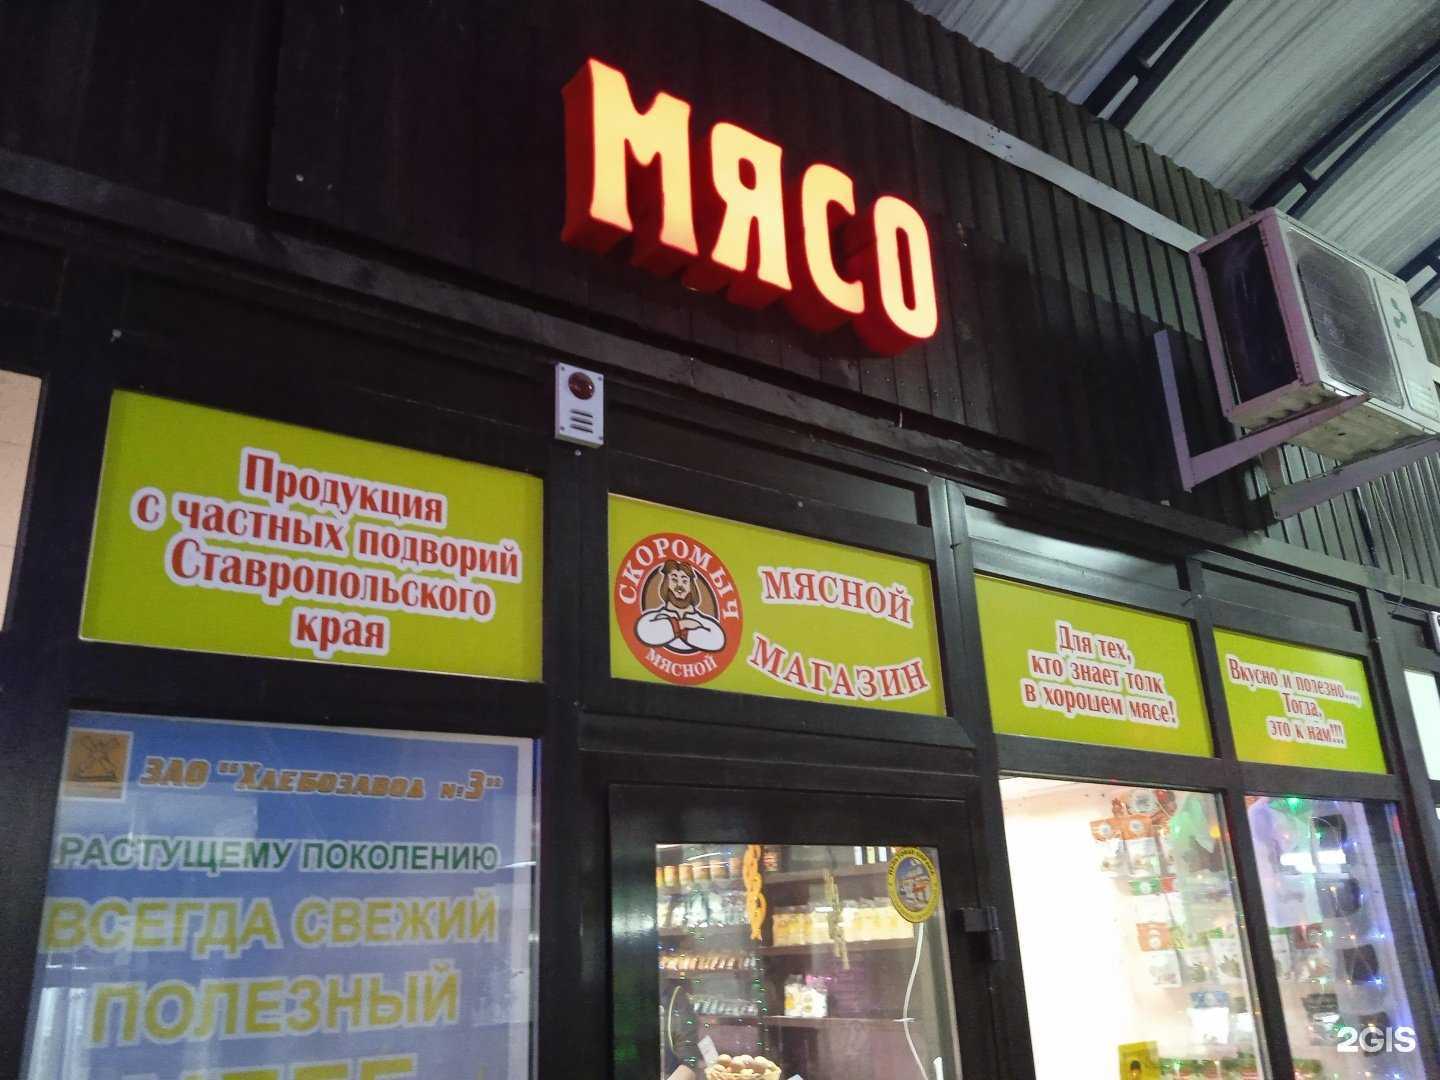 МЯСО
Продукция
с частных подворий
Ставропольского
края
СКОРОМЫЧ
МЯСНОЙ
МЯСНОЙ
МАГАЗИН
Для тех,
кто знает толк
в хорошем мясе!
Вкусно и полезно....
Тогда,
это к нам!!!
ЗАО "ХЛЕБОЗАВОД №3"
РАСТУЩЕМУ ПОКОЛЕНИЮ
ВСЕГДА СВЕЖИЙ
ПОЛЕЗНЫЙ
2GIS